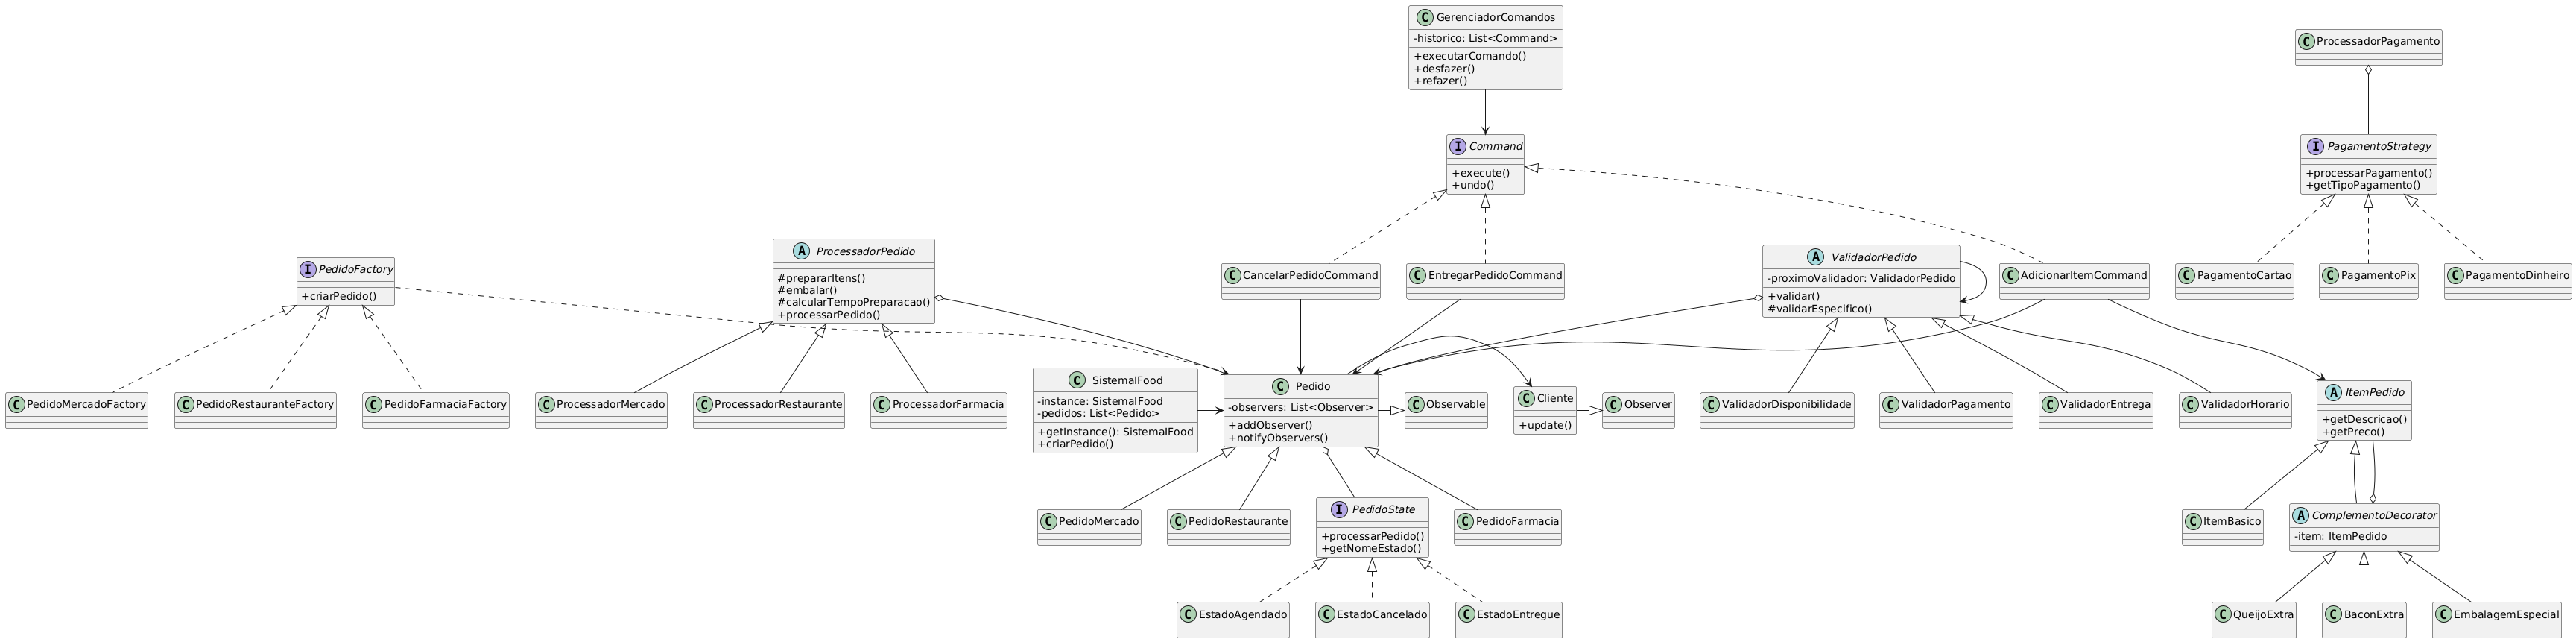 GerenciadorComandos
-historico: List<Command>
+executarComando()
+desfazer()
+refazer()
ProcessadorPagamento
Command
+execute()
+undo()
PagamentoStrategy
+processarPagamento()
+getTipoPagamento()
PedidoFactory
+criarPedido()
ProcessadorPedido
#prepararItens()
#embalar()
#calcularTempoPreparacao()
+processarPedido()
CancelarPedidoCommand
EntregarPedidoCommand
ValidadorPedido
-proximoValidador: ValidadorPedido
+validar()
#validarEspecifico()
AdicionarItemCommand
PagamentoCartao
PagamentoPix
PagamentoDinheiro
PedidoMercadoFactory
PedidoRestauranteFactory
PedidoFarmaciaFactory
ProcessadorMercado
ProcessadorRestaurante
ProcessadorFarmacia
SistemaIFood
-instance: SistemaIFood
-pedidos: List<Pedido>
+getInstance(): SistemaIFood
+criarPedido()
Pedido
-observers: List<Observer>
+addObserver()
+notifyObservers()
Observable
Cliente
+update()
Observer
ValidadorDisponibilidade
ValidadorPagamento
ValidadorEntrega
ValidadorHorario
ItemPedido
+getDescricao()
+getPreco()
PedidoMercado
PedidoRestaurante
PedidoState
+processarPedido()
+getNomeEstado()
PedidoFarmacia
ItemBasico
ComplementoDecorator
-item: ItemPedido
EstadoAgendado
EstadoCancelado
EstadoEntregue
QueijoExtra
BaconExtra
EmbalagemEspecial